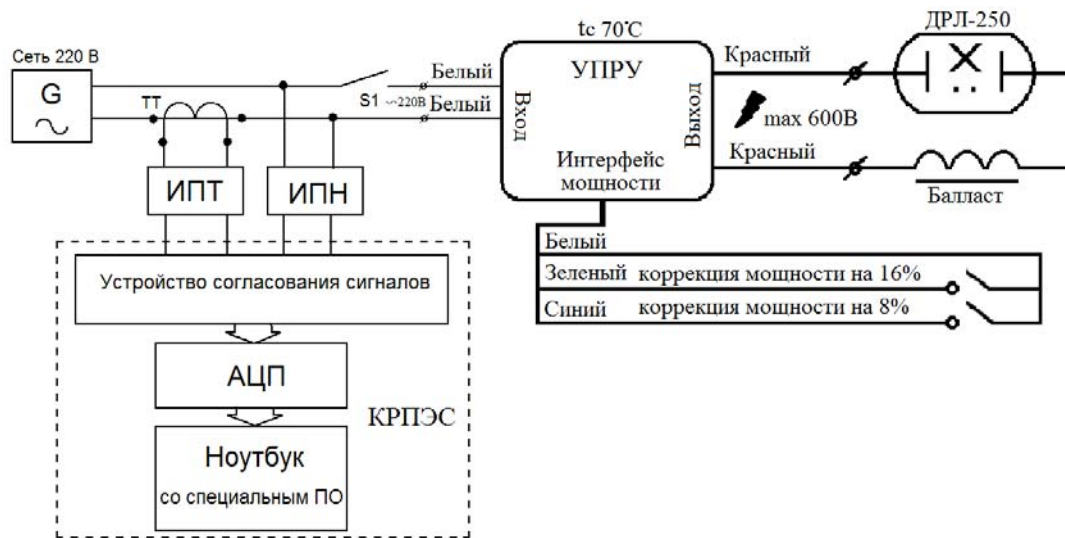 Сеть 220 В
G
ТТ
S1 ~220В
Белый
Белый
tc 70℃
УПРУ
Вход
Выход
Интерфейс
мощности
Красный
max 600В
Красный
ДРЛ-250
Балласт
ИПТ
ИПН
Белый
Зеленый коррекция мощности на 16%
Синий коррекция мощности на 8%
Устройство согласования сигналов
АЦП
КРПЭС
Ноутбук
со специальным ПО